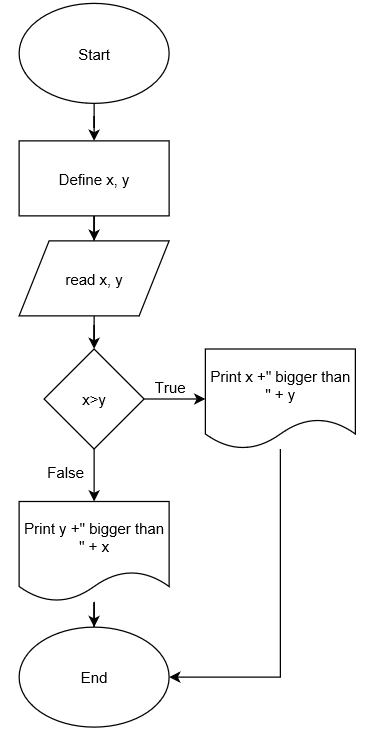 Start
Define x, y
read x, y
x>y
True
Print x +" bigger than
" + y
False
Print y +" bigger than
" + x
End